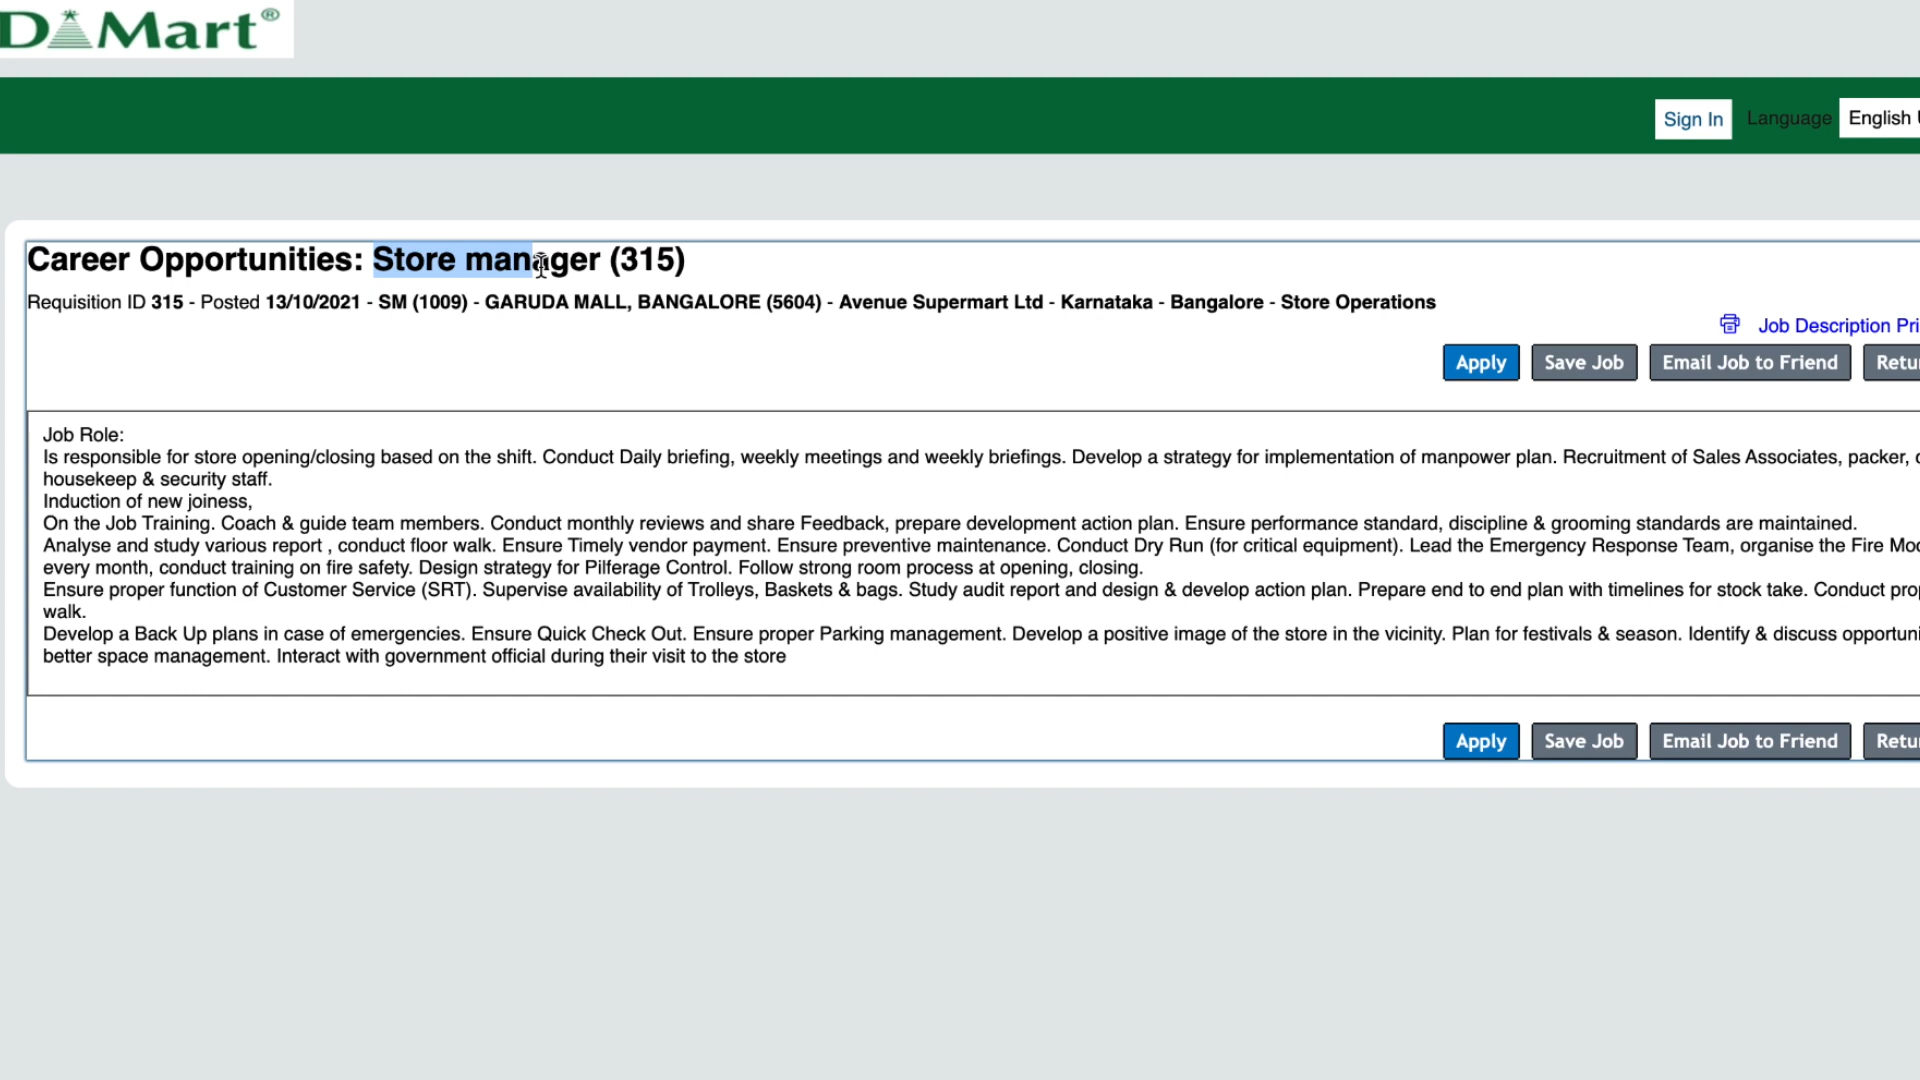 D Mart®
Sign In Language English
Career Opportunities: Store manager (315)
Requisition ID 315 - Posted 13/10/2021 - SM (1009) - GARUDA MALL, BANGALORE (5604) - Avenue Supermart Ltd - Karnataka - Bangalore - Store Operations
Job Description
Apply Save Job Email Job to Friend
Job Role:
Is responsible for store opening/closing based on the shift. Conduct Daily briefing, weekly meetings and weekly briefings. Develop a strategy for implementation of manpower plan. Recruitment of Sales Associates, packer,
housekeep & security staff.
Induction of new joiness,
On the Job Training. Coach & guide team members. Conduct monthly reviews and share Feedback, prepare development action plan. Ensure performance standard, discipline & grooming standards are maintained.
Analyse and study various report , conduct floor walk. Ensure Timely vendor payment. Ensure preventive maintenance. Conduct Dry Run (for critical equipment). Lead the Emergency Response Team, organise the Fire
every month, conduct training on fire safety. Design strategy for Pilferage Control. Follow strong room process at opening, closing.
Ensure proper function of Customer Service (SRT). Supervise availability of Trolleys, Baskets & bags. Study audit report and design & develop action plan. Prepare end to end plan with timelines for stock take. Conduct
walk.
Develop a Back Up plans in case of emergencies. Ensure Quick Check Out. Ensure proper Parking management. Develop a positive image of the store in the vicinity. Plan for festivals & season. Identify & discuss
better space management. Interact with government official during their visit to the store
Apply Save Job Email Job to Friend